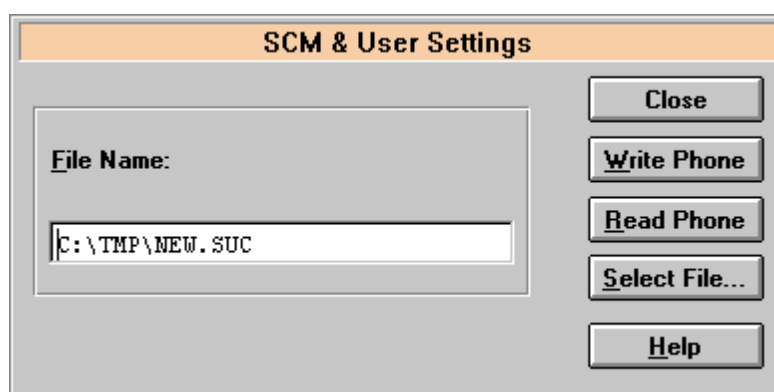 SCM & User Settings
Close
File Name:
Write Phone
Read Phone
C:\TMP\NEW.SUC
Select File...
Help